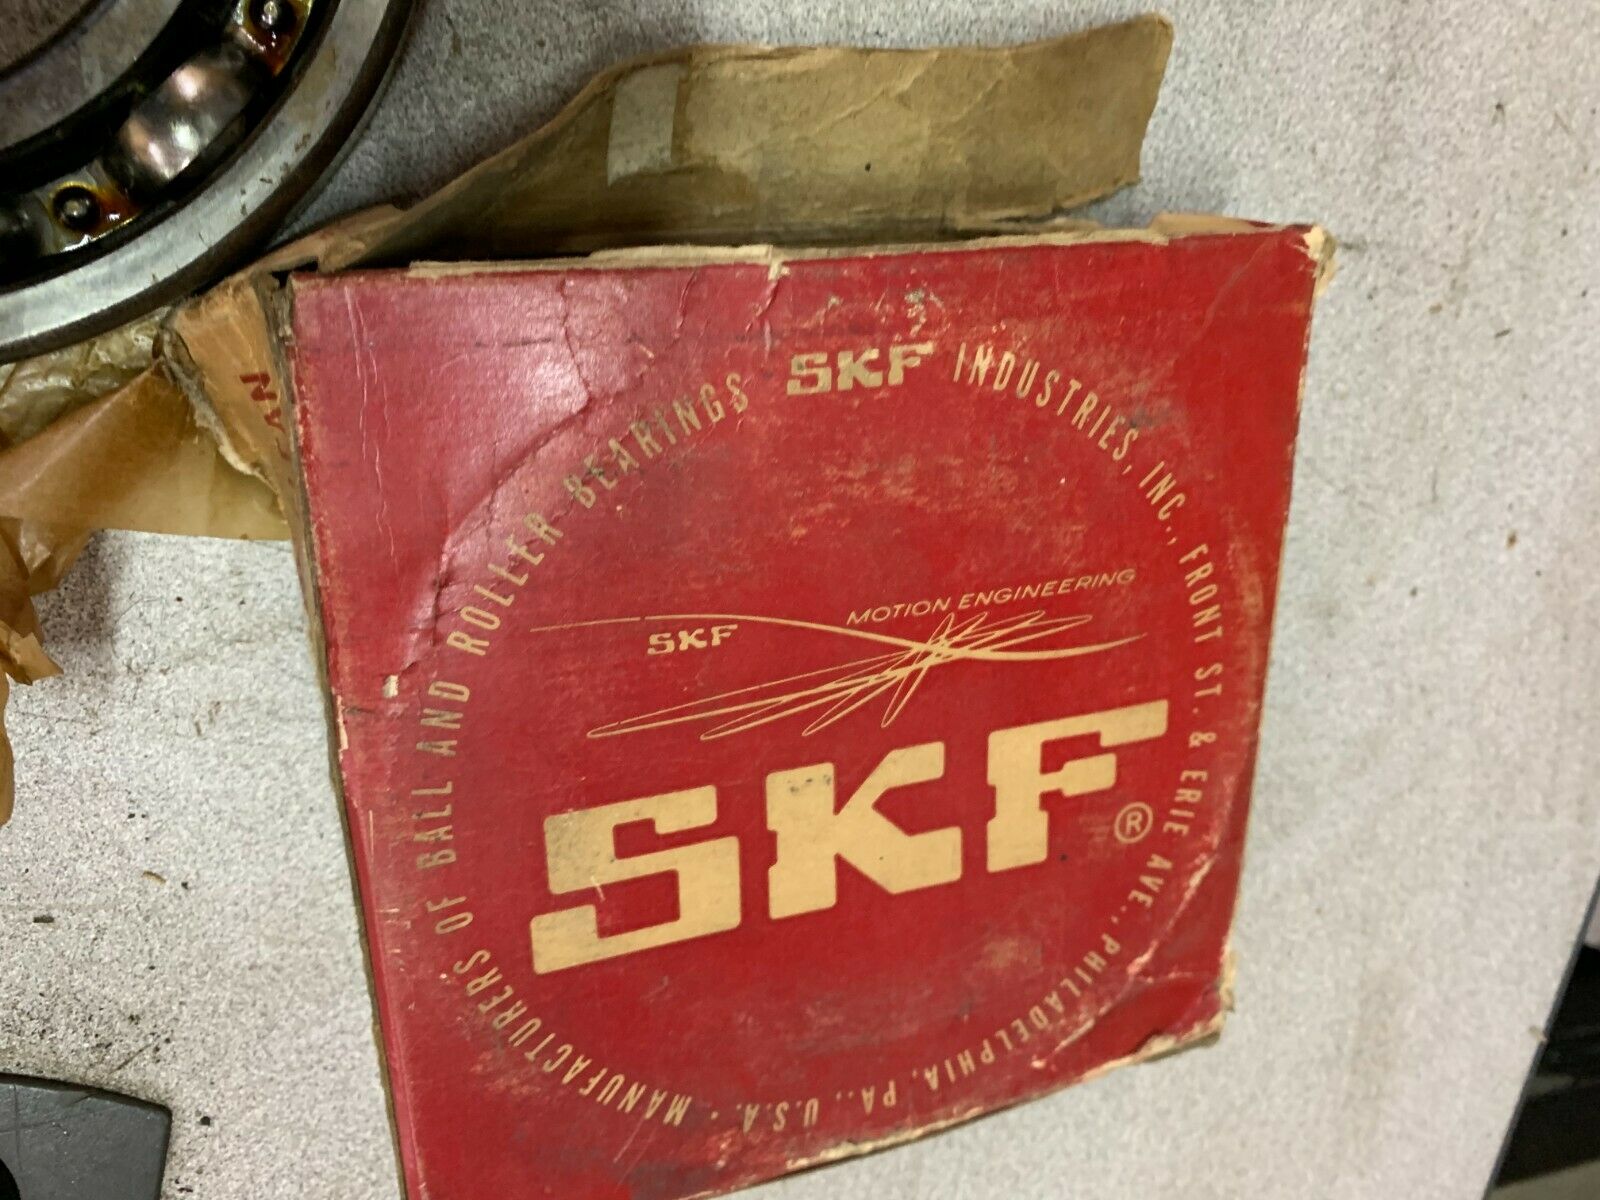 SKF INDUSTRIES, INC., FRONT ST. & ERIE AVE., PHILADELPHIA, PA., U.S.A. • MANUFACTURERS OF BALL AND ROLLER BEARINGS
MOTION ENGINEERING
SKF
SKF®